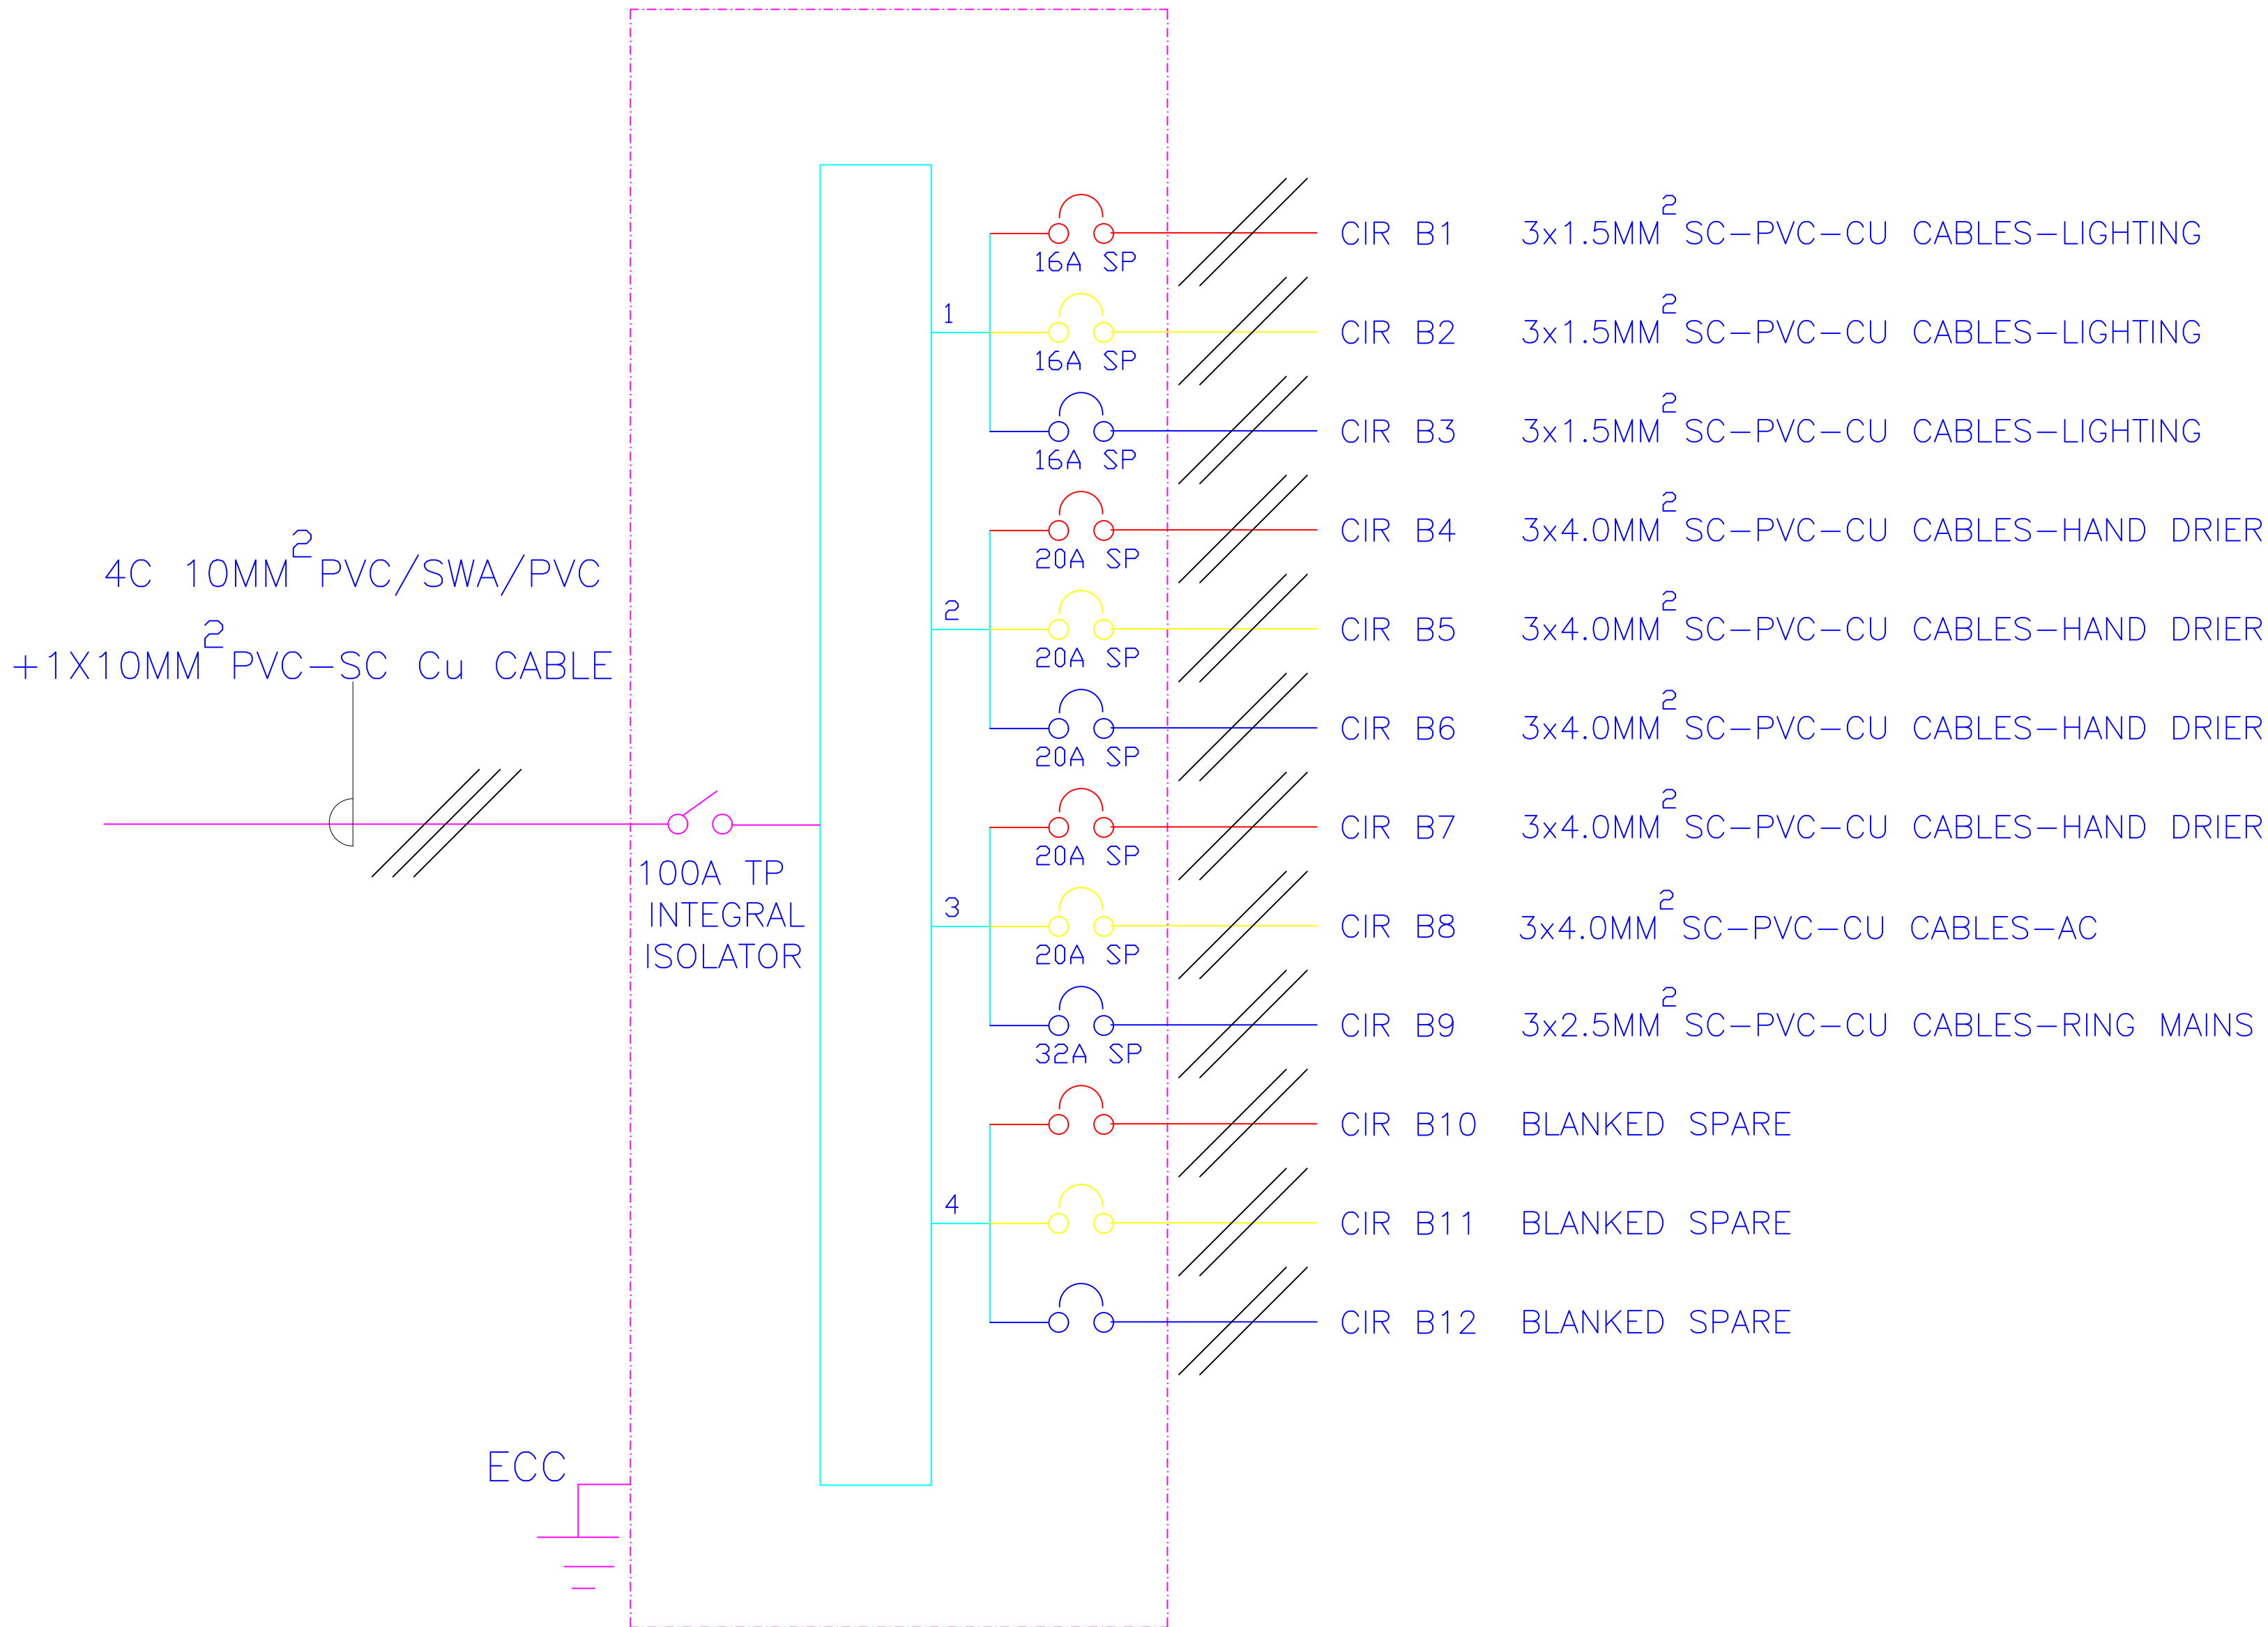 4C 10MM² PVC/SWA/PVC
+1X10MM² PVC-SC Cu CABLE
100A TP
INTEGRAL
ISOLATOR
ECC
1
16A SP
CIR B1 3x1.5MM² SC-PVC-CU CABLES-LIGHTING
16A SP
CIR B2 3x1.5MM² SC-PVC-CU CABLES-LIGHTING
16A SP
CIR B3 3x1.5MM² SC-PVC-CU CABLES-LIGHTING
2
20A SP
CIR B4 3x4.0MM² SC-PVC-CU CABLES-HAND DRIER
20A SP
CIR B5 3x4.0MM² SC-PVC-CU CABLES-HAND DRIER
20A SP
CIR B6 3x4.0MM² SC-PVC-CU CABLES-HAND DRIER
3
20A SP
CIR B7 3x4.0MM² SC-PVC-CU CABLES-HAND DRIER
20A SP
CIR B8 3x4.0MM² SC-PVC-CU CABLES-AC
32A SP
CIR B9 3x2.5MM² SC-PVC-CU CABLES-RING MAINS
4
CIR B10 BLANKED SPARE
CIR B11 BLANKED SPARE
CIR B12 BLANKED SPARE